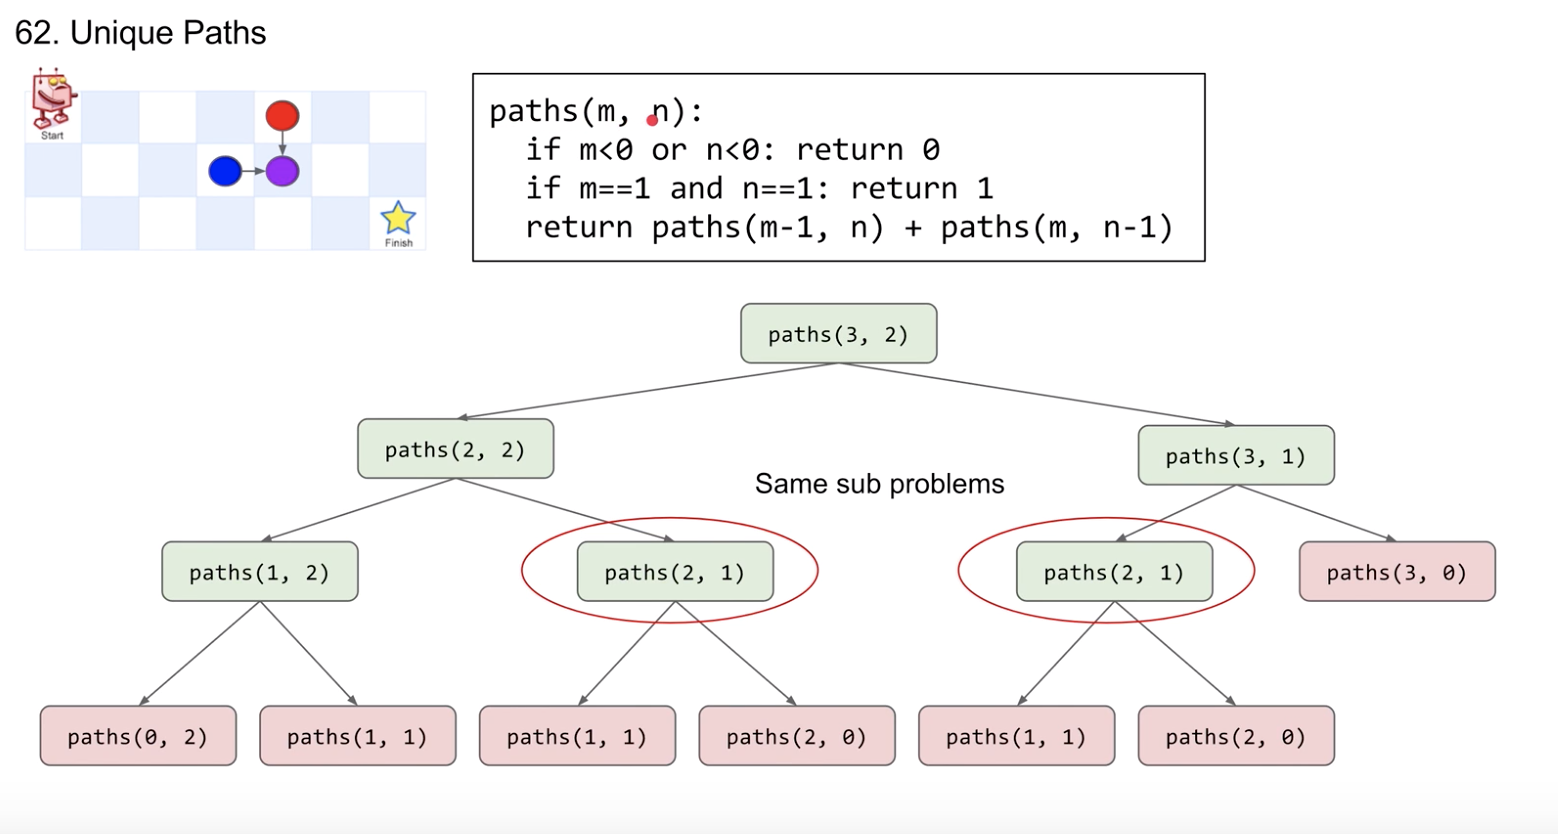 62. Unique Paths
Start
Finish
paths(m, n):
if m<0 or n<0: return 0
if m==1 and n==1: return 1
return paths(m-1, n) + paths(m, n-1)
paths(3, 2)
paths(2, 2)
paths(3, 1)
Same sub problems
paths(1, 2)
paths(2, 1)
paths(2, 1)
paths(3, 0)
paths(0, 2)
paths(1, 1)
paths(1, 1)
paths(2, 0)
paths(1, 1)
paths(2, 0)